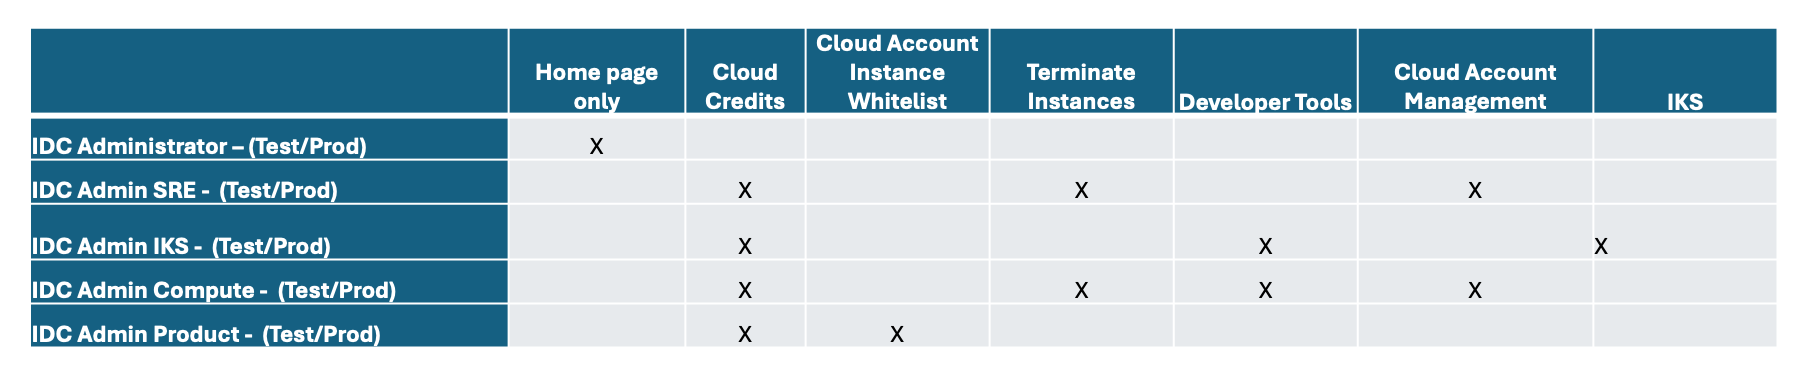 Home page only
Cloud Credits
Cloud Account Instance Whitelist
Terminate Instances
Developer Tools
Cloud Account Management
IKS
IDC Administrator – (Test/Prod) X
IDC Admin SRE -  (Test/Prod) X X X
IDC Admin IKS -  (Test/Prod) X X X
IDC Admin Compute -  (Test/Prod) X X X X
IDC Admin Product -  (Test/Prod) X X